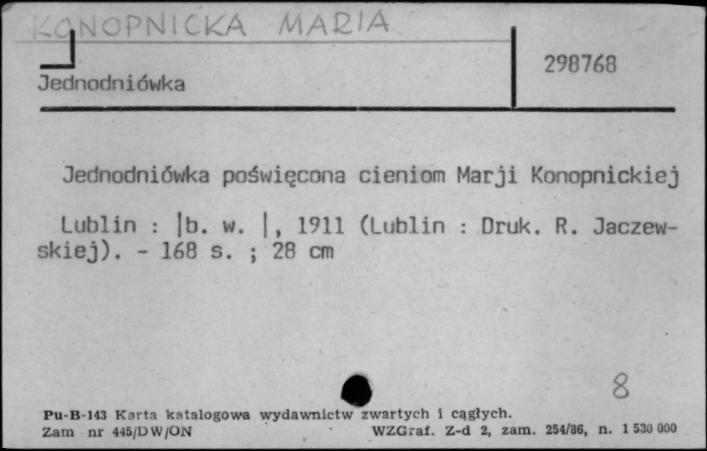 KONOPNICKA MARIA
298768
Jednodniówka
Jednodniówka poświęcona cieniom Marji Konopnickiej
Lublin : |b. w. |, 1911 (Lublin : Druk. R. Jaczew-
skiej). - 168 s. ; 28 cm
8
Pu-B-143 Karta katalogowa wydawnictw zwartych i cągłych.
Zam nr 445/DW/ON WZGraf. Z-d 2, zam. 254/86, n. 1 530 000